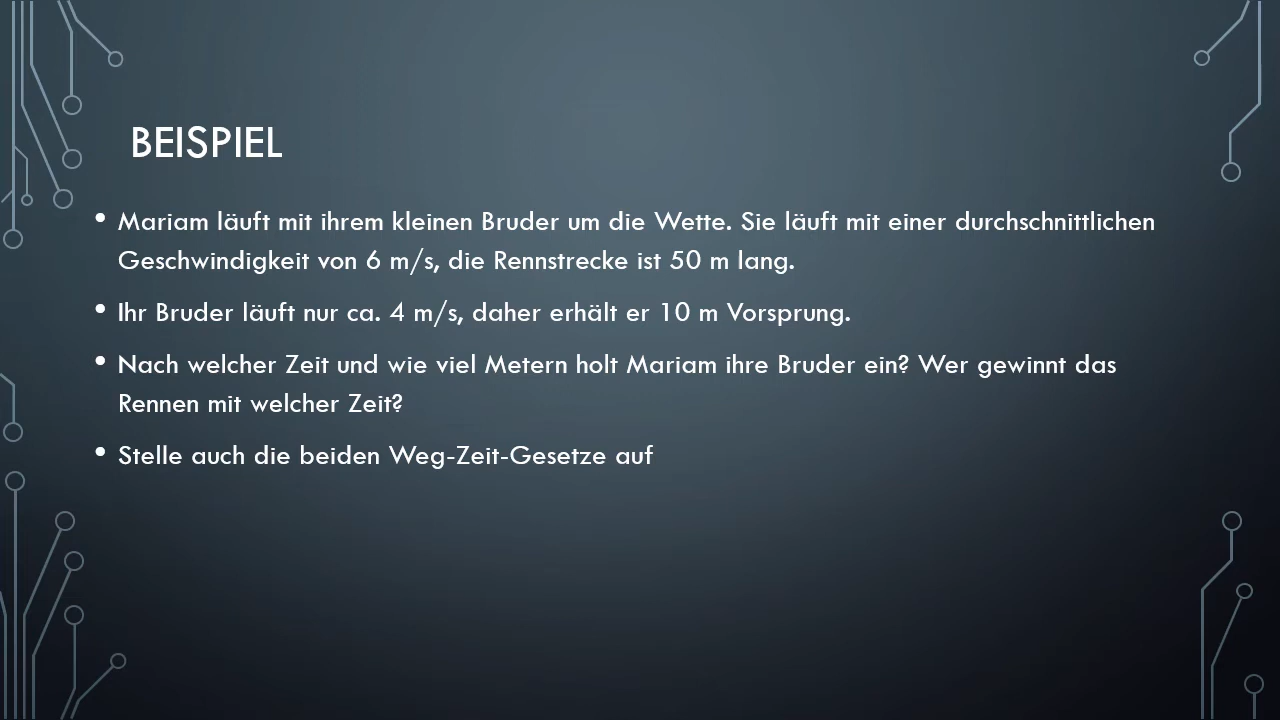 BEISPIEL
• Mariam läuft mit ihrem kleinen Bruder um die Wette. Sie läuft mit einer durchschnittlichen
Geschwindigkeit von 6 m/s, die Rennstrecke ist 50 m lang.
• Ihr Bruder läuft nur ca. 4 m/s, daher erhält er 10 m Vorsprung.
• Nach welcher Zeit und wie viel Metern holt Mariam ihre Bruder ein? Wer gewinnt das
Rennen mit welcher Zeit?
• Stelle auch die beiden Weg-Zeit-Gesetze auf